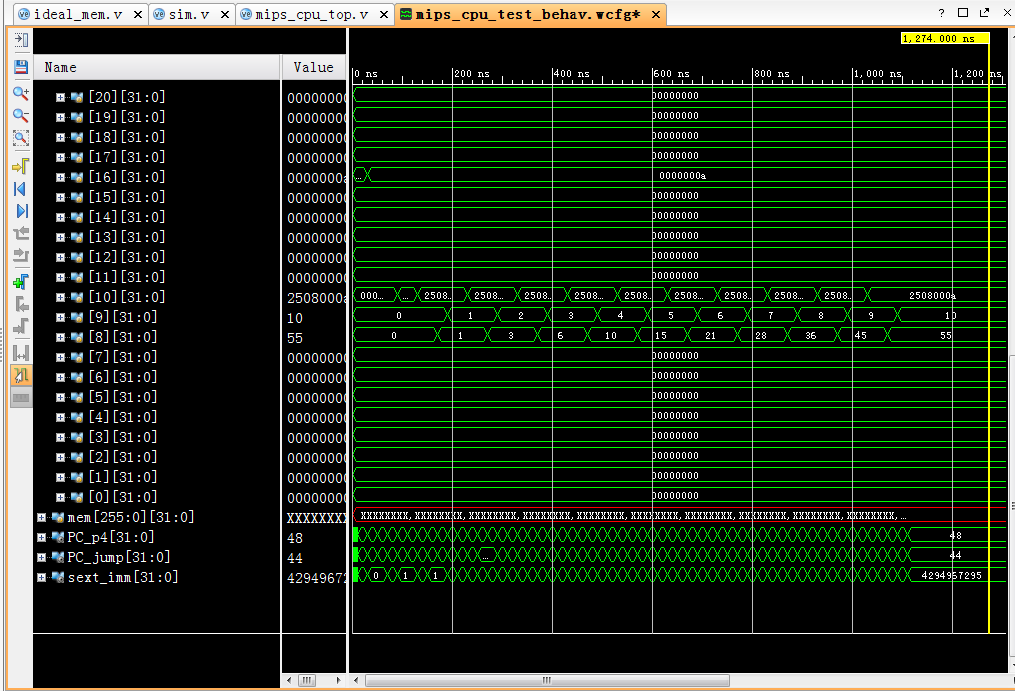 ideal_mem.v sim.v mips_cpu_top.v mips_cpu_test_behav.wcfg*
1,274.000 ns
Name Value 0 ns 200 ns 400 ns 600 ns 800 ns 1,000 ns 1,200 ns
[20][31:0] 00000000 00000000
[19][31:0] 00000000 00000000
[18][31:0] 00000000 00000000
[17][31:0] 00000000 00000000
[16][31:0] 0000000a ... 0000000a
[15][31:0] 00000000 00000000
[14][31:0] 00000000 00000000
[13][31:0] 00000000 00000000
[12][31:0] 00000000 00000000
[11][31:0] 00000000 00000000
[10][31:0] 2508000a 000... ... 2508... 2508... 2508... 2508... 2508... 2508... 2508... 2508... 2508... 2508000a
[9][31:0] 10 0 1 2 3 4 5 6 7 8 9 10
[8][31:0] 55 0 1 3 6 10 15 21 28 36 45 55
[7][31:0] 00000000 00000000
[6][31:0] 00000000 00000000
[5][31:0] 00000000 00000000
[4][31:0] 00000000 00000000
[3][31:0] 00000000 00000000
[2][31:0] 00000000 00000000
[1][31:0] 00000000 00000000
[0][31:0] 00000000 00000000
mem[255:0][31:0] XXXXXXXX XXXXXXXX,XXXXXXXX,XXXXXXXX,XXXXXXXX,XXXXXXXX,XXXXXXXX,XXXXXXXX,XXXXXXXX,XXXXXXXX,XXXXXXXX,...
PC_p4[31:0] 48 48
PC_jump[31:0] 44 ... 44
sext_imm[31:0] 4294967 0 1 1 4294967295